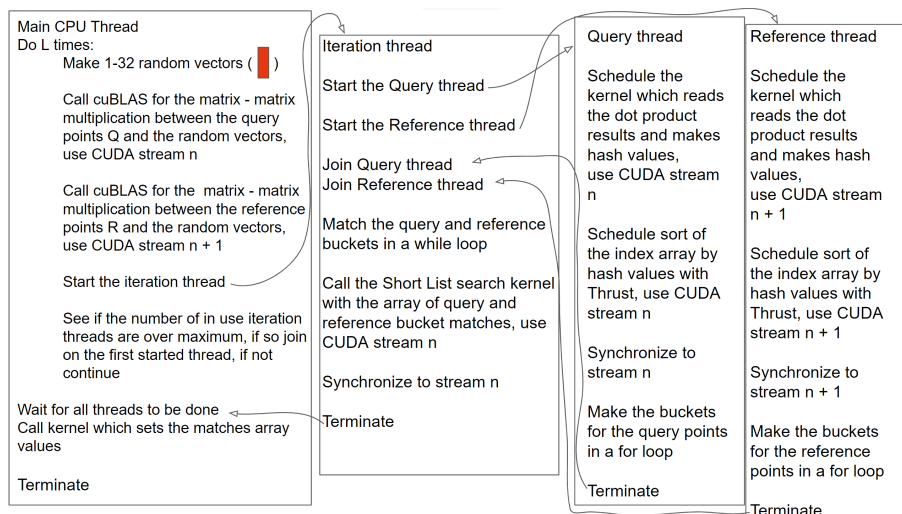 Main CPU Thread
Do L times:
Make 1-32 random vectors ( )
Call cuBLAS for the matrix - matrix
multiplication between the query
points Q and the random vectors,
use CUDA stream n
Call cuBLAS for the matrix - matrix
multiplication between the reference
points R and the random vectors,
use CUDA stream n + 1
Start the iteration thread
See if the number of in use iteration
threads are over maximum, if so join
on the first started thread, if not
continue
Wait for all threads to be done
Call kernel which sets the matches array
values
Terminate
Iteration thread
Start the Query thread
Start the Reference thread
Join Query thread
Join Reference thread
Match the query and reference
buckets in a while loop
Call the Short List search kernel
with the array of query and
reference bucket matches, use
CUDA stream n
Synchronize to stream n
Terminate
Query thread
Schedule the
kernel which reads
the dot product
results and makes
hash values,
use CUDA stream
n
Schedule sort of
the index array by
hash values with
Thrust, use CUDA
stream n
Synchronize to
stream n
Make the buckets
for the query points
in a for loop
Terminate
Reference thread
Schedule the
kernel which
reads the dot
product results
and makes hash
values,
use CUDA stream
n + 1
Schedule sort of
the index array by
hash values with
Thrust, use CUDA
stream n + 1
Synchronize to
stream n + 1
Make the buckets
for the reference
points in a for loop
Terminate